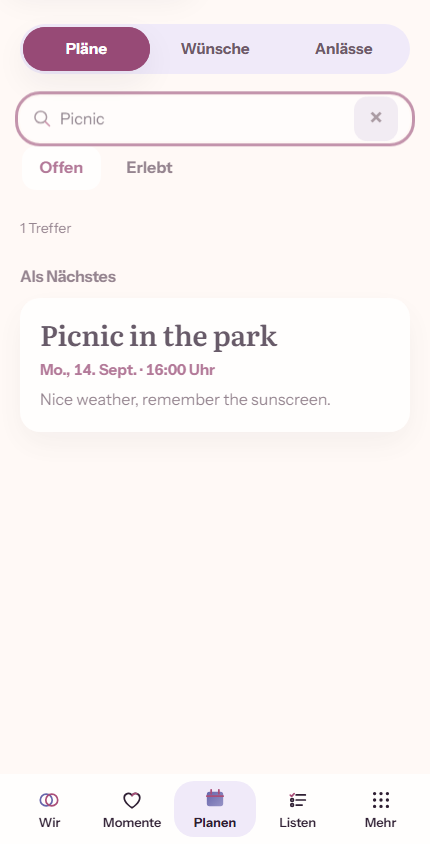 Pläne Wünsche Anlässe
Picnic
Offen Erlebt
1 Treffer
Als Nächstes
Picnic in the park
Mo., 14. Sept. · 16:00 Uhr
Nice weather, remember the sunscreen.
Wir Momente Planen Listen Mehr